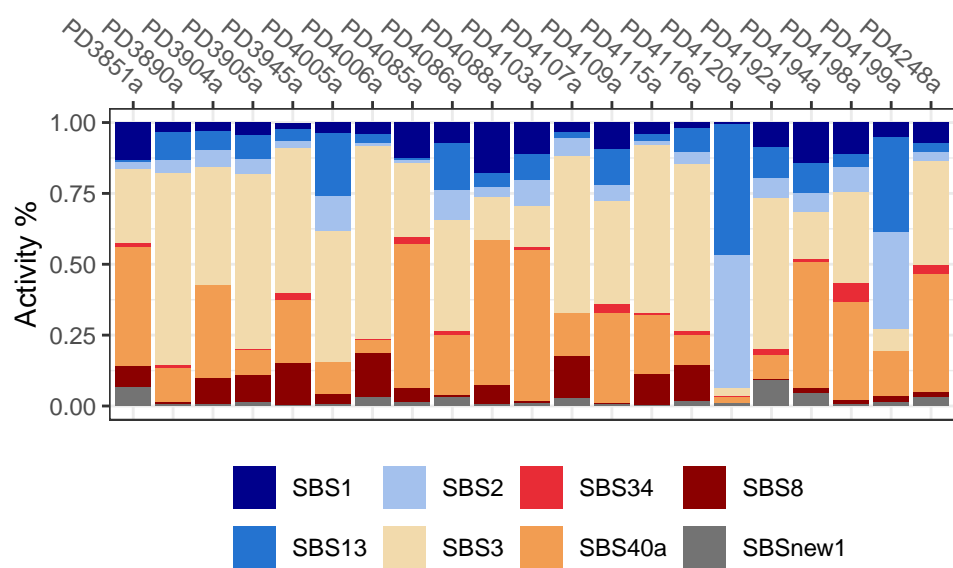 PD3851a
PD3890a
PD3904a
PD3905a
PD3945a
PD4005a
PD4006a
PD4085a
PD4086a
PD4088a
PD4103a
PD4107a
PD4109a
PD4115a
PD4116a
PD4120a
PD4192a
PD4194a
PD4198a
PD4199a
PD4248a
Activity %
1.00
0.75
0.50
0.25
0.00
SBS1 SBS2 SBS34 SBS8
SBS13 SBS3 SBS40a SBSnew1